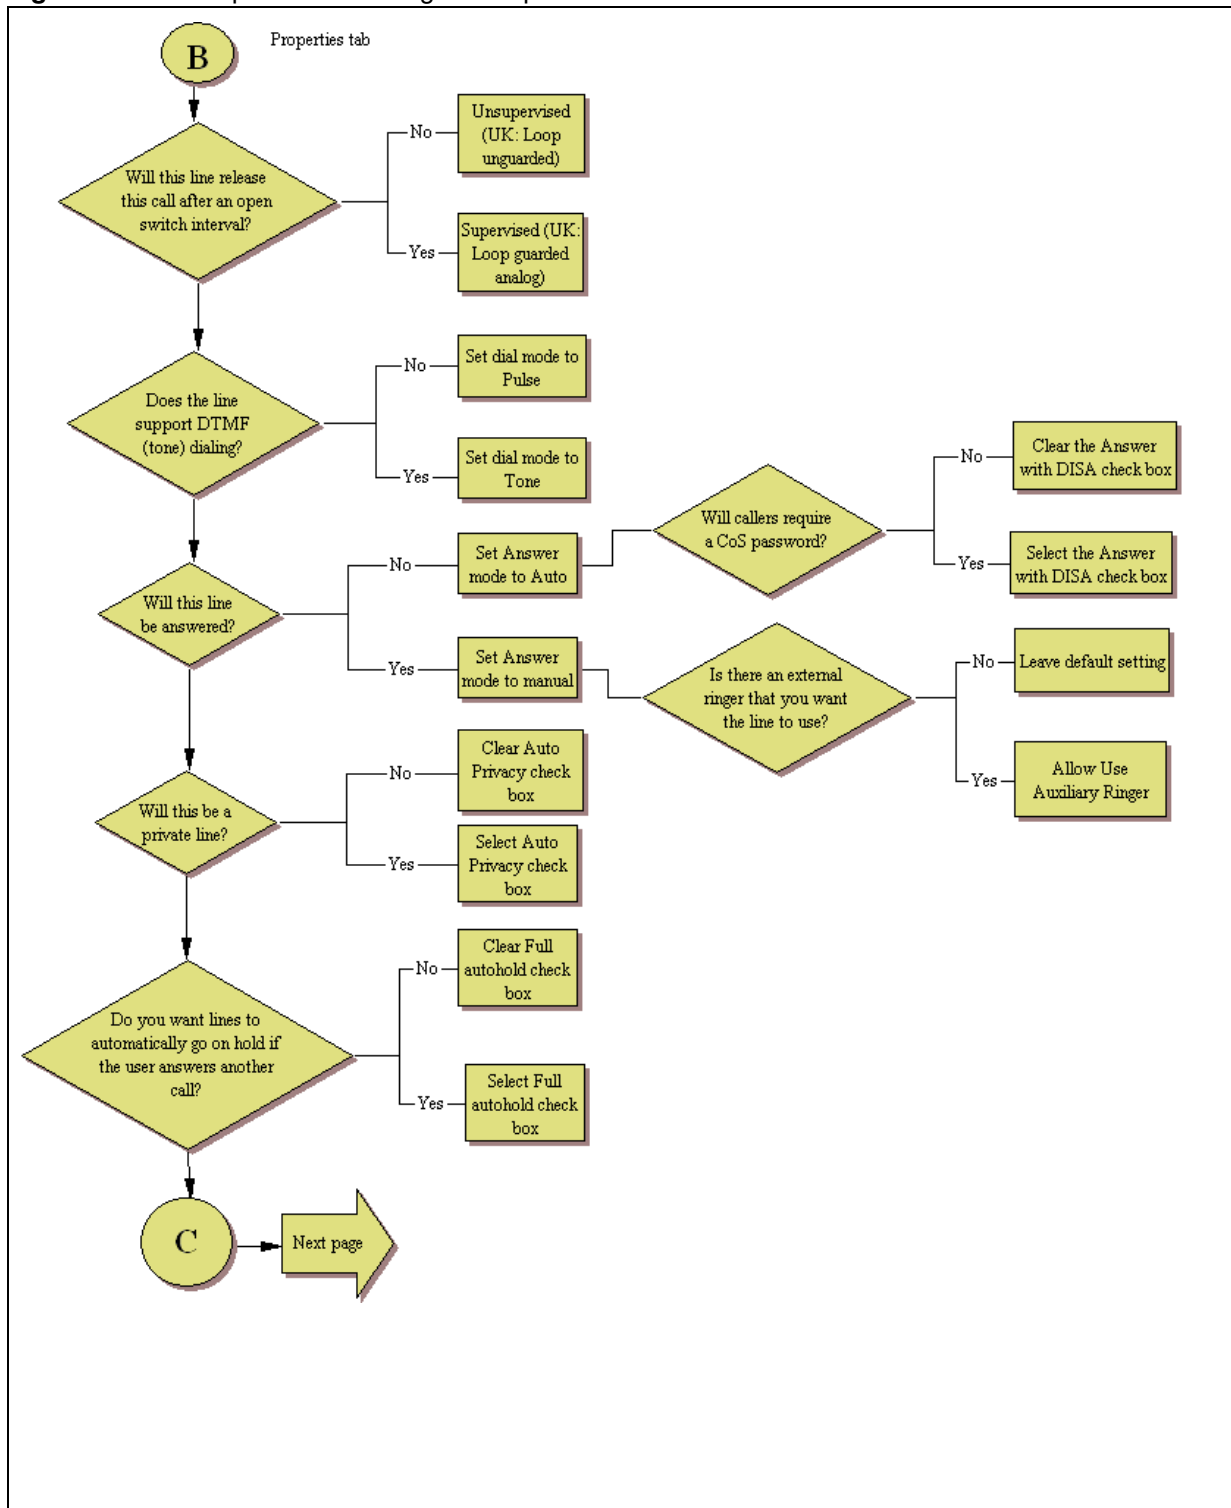 B
Properties tab
Will this line release
this call after an open
switch interval?
No
Unsupervised
(UK: Loop
unguarded)
Yes
Supervised (UK:
Loop guarded
analog)
Does the line
support DTMF
(tone) dialing?
No
Set dial mode to
Pulse
Yes
Set dial mode to
Tone
Will this line
be answered?
No
Set Answer
mode to Auto
Will callers require
a CoS password?
No
Clear the Answer
with DISA check box
Yes
Select the Answer
with DISA check box
Yes
Set Answer
mode to manual
Is there an external
ringer that you want
the line to use?
No
Leave default setting
Yes
Allow Use
Auxiliary Ringer
Will this be a
private line?
No
Clear Auto
Privacy check
box
Yes
Select Auto
Privacy check
box
Do you want lines to
automatically go on hold if
the user answers another
call?
No
Clear Full
autohold check
box
Yes
Select Full
autohold check
box
C
Next page